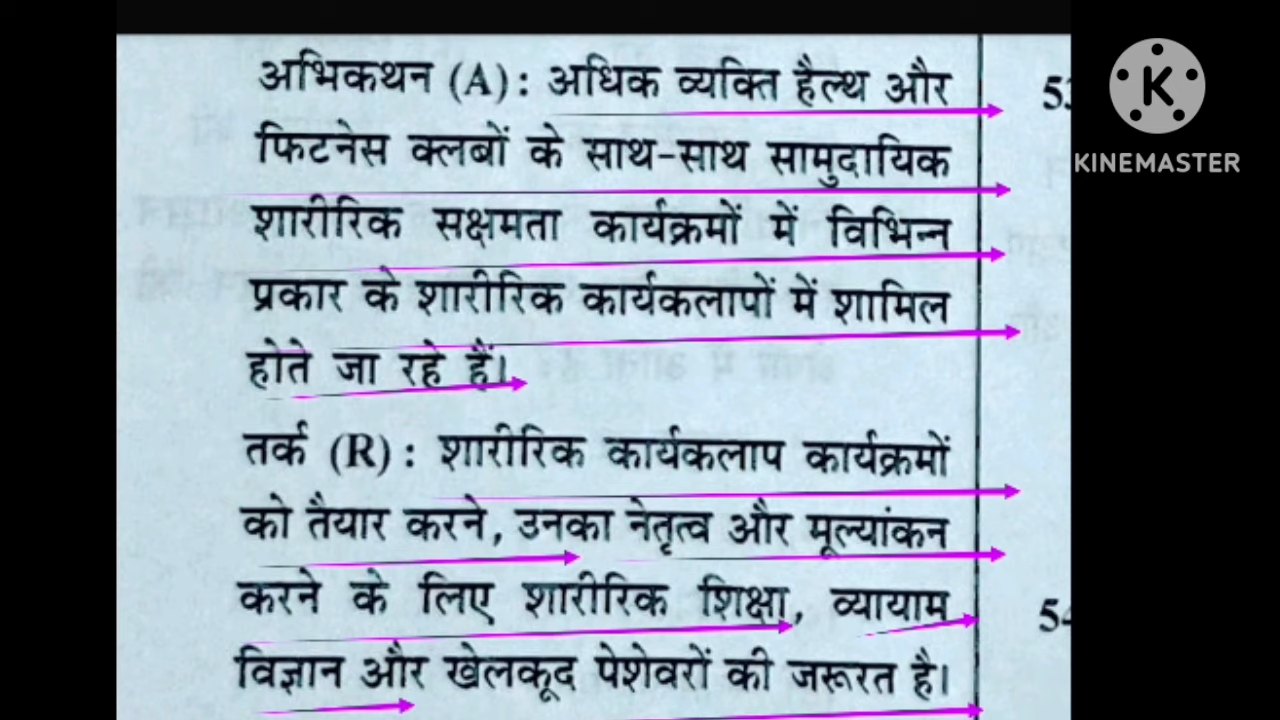 अभिकथन (A) : अधिक व्यक्ति हैल्थ और
फिटनेस क्लबों के साथ-साथ सामुदायिक
शारीरिक सक्षमता कार्यक्रमों में विभिन्न
प्रकार के शारीरिक कार्यकलापों में शामिल
होते जा रहे हैं।
तर्क (R) : शारीरिक कार्यकलाप कार्यक्रमों
को तैयार करने, उनका नेतृत्व और मूल्यांकन
करने के लिए शारीरिक शिक्षा, व्यायाम
विज्ञान और खेलकूद पेशेवरों की जरूरत है।
K
KINEMASTER